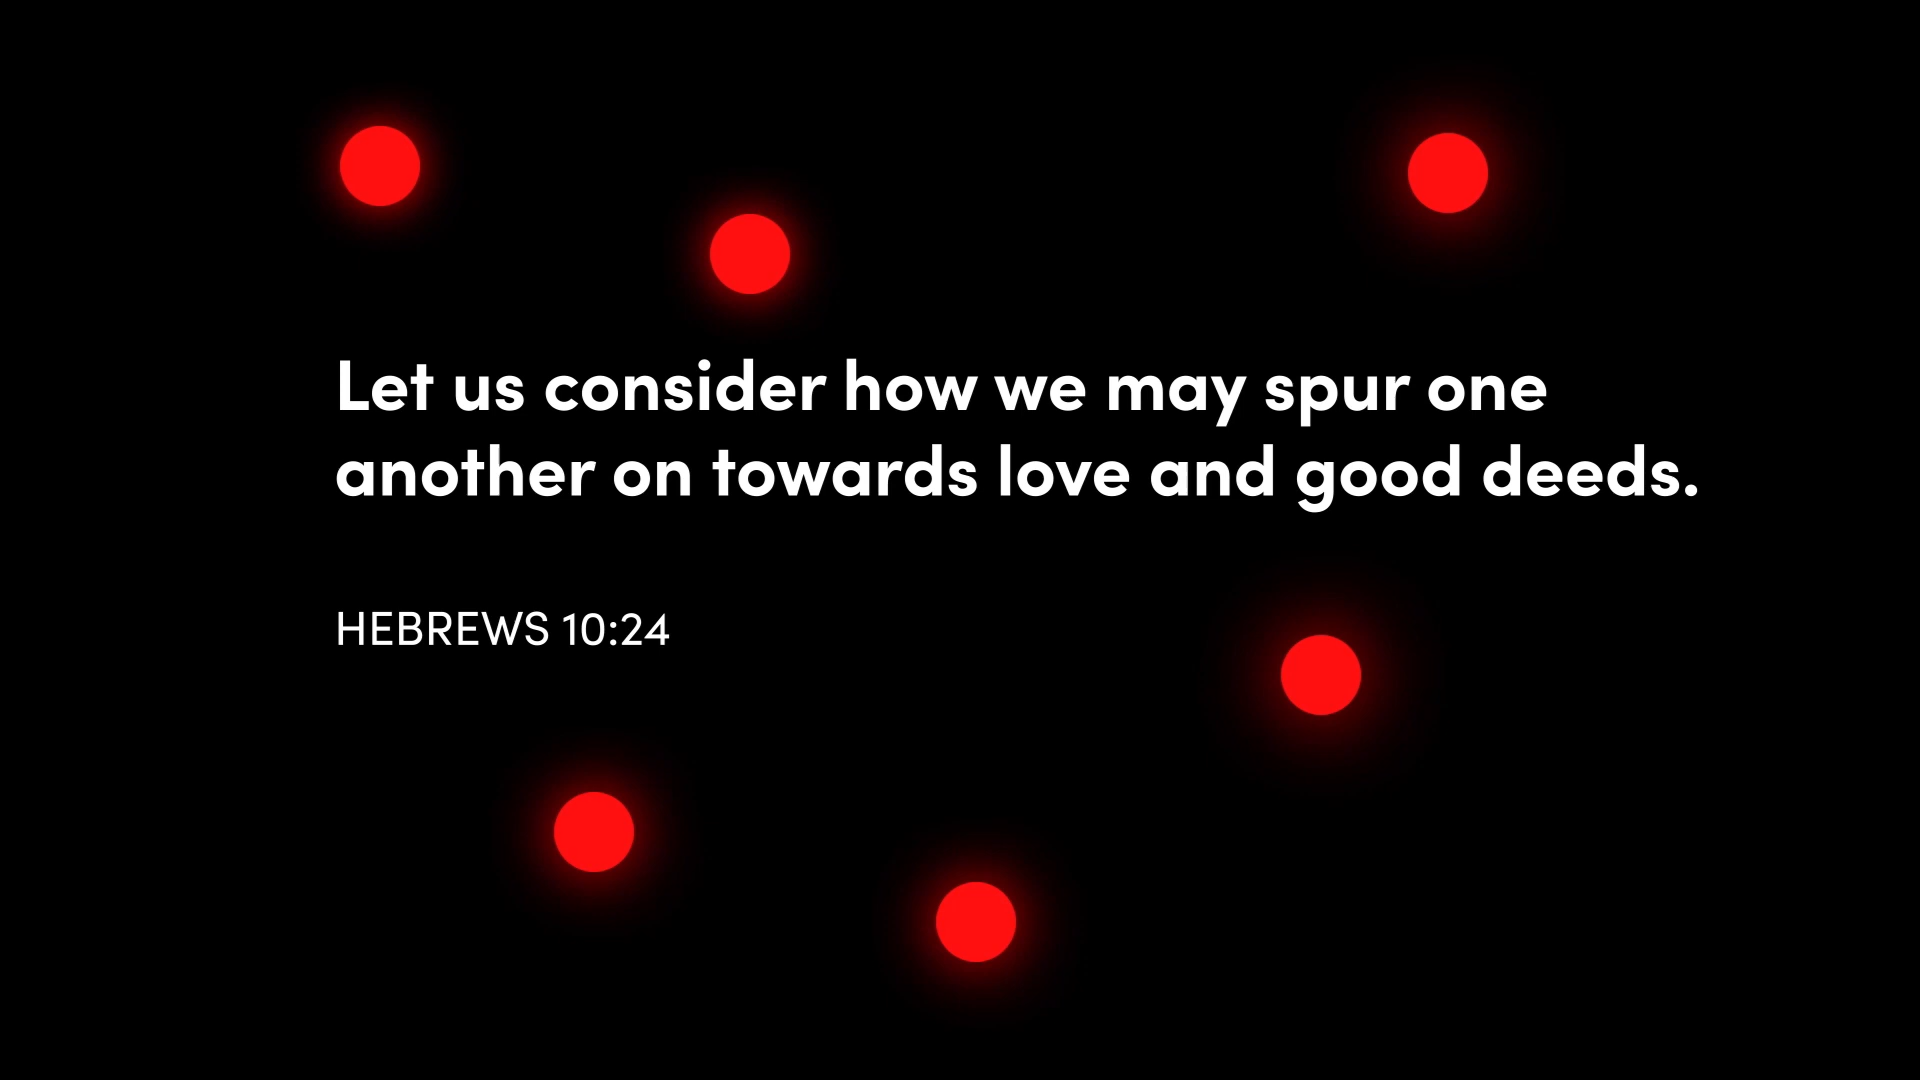 Let us consider how we may spur one
another on towards love and good deeds.
HEBREWS 10:24